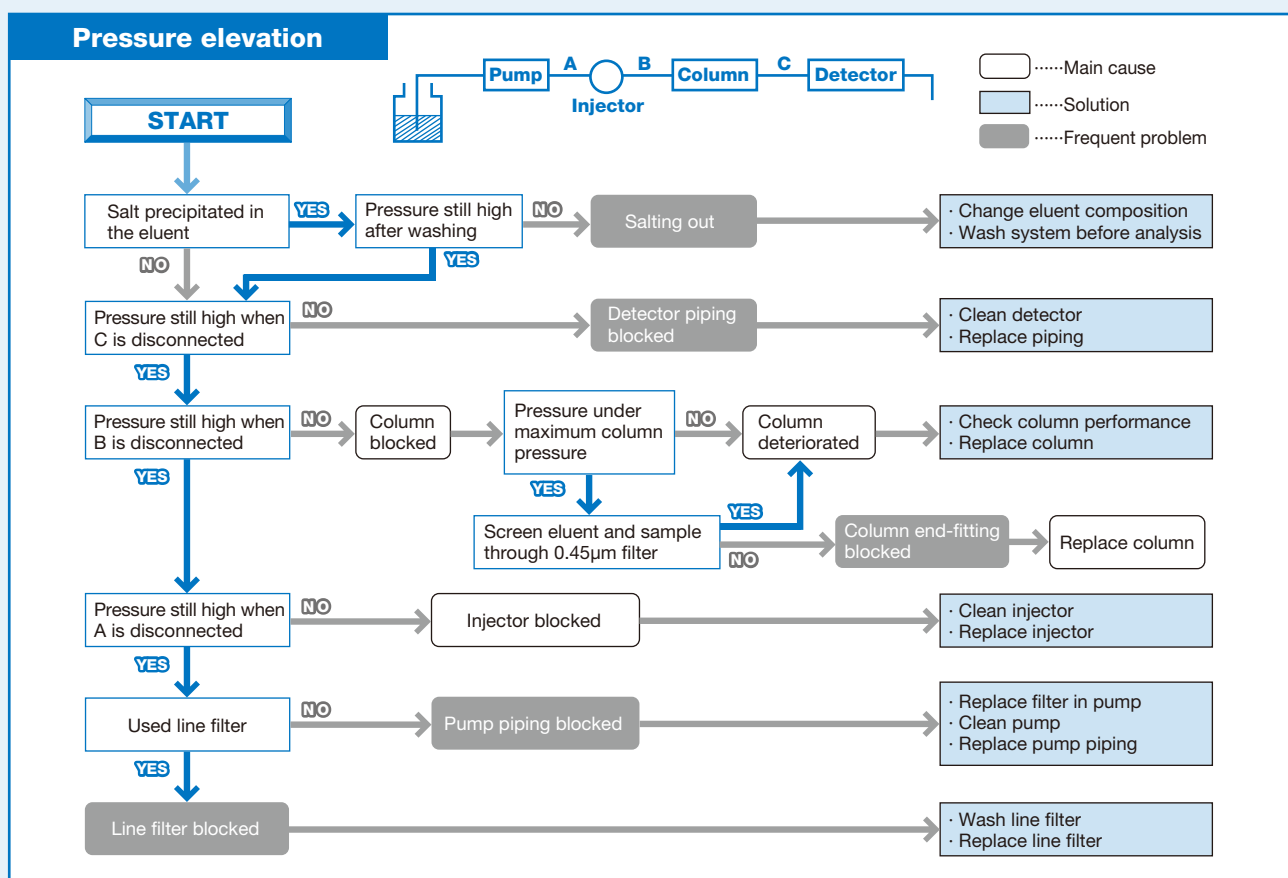 Pressure elevation
Pump
A
B
Column
C
Detector
Injector
······Main cause
······Solution
······Frequent problem
START
Salt precipitated in
the eluent
YES
Pressure still high
after washing
NO
Salting out
· Change eluent composition
· Wash system before analysis
NO
YES
Pressure still high when
C is disconnected
NO
Detector piping
blocked
· Clean detector
· Replace piping
YES
Pressure still high when
B is disconnected
NO
Column
blocked
Pressure under
maximum column
pressure
NO
Column
deteriorated
· Check column performance
· Replace column
YES
YES
Screen eluent and sample
through 0.45µm filter
YES
NO
Column end-fitting
blocked
Replace column
Pressure still high when
A is disconnected
NO
Injector blocked
· Clean injector
· Replace injector
YES
Used line filter
NO
Pump piping blocked
· Replace filter in pump
· Clean pump
· Replace pump piping
YES
Line filter blocked
· Wash line filter
· Replace line filter